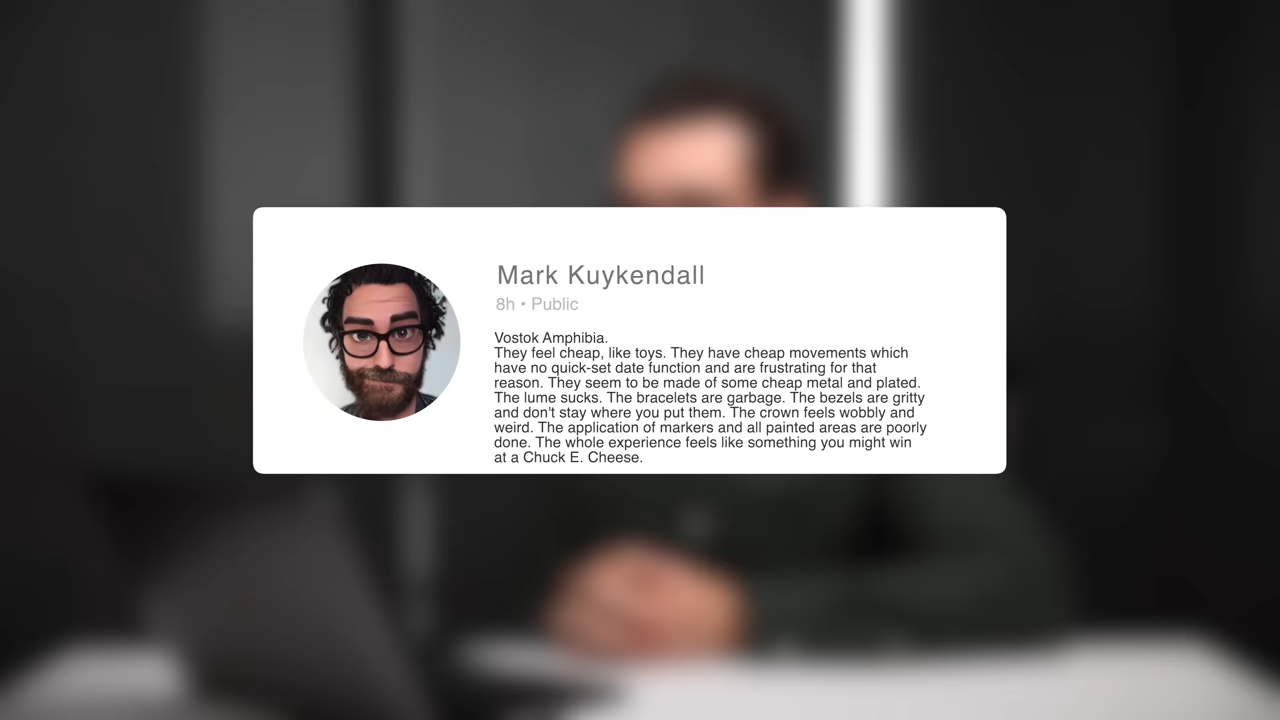 Mark Kuykendall
8h • Public
Vostok Amphibia.
They feel cheap, like toys. They have cheap movements which
have no quick-set date function and are frustrating for that
reason. They seem to be made of some cheap metal and plated.
The lume sucks. The bracelets are garbage. The bezels are gritty
and don't stay where you put them. The crown feels wobbly and
weird. The application of markers and all painted areas are poorly
done. The whole experience feels like something you might win
at a Chuck E. Cheese.